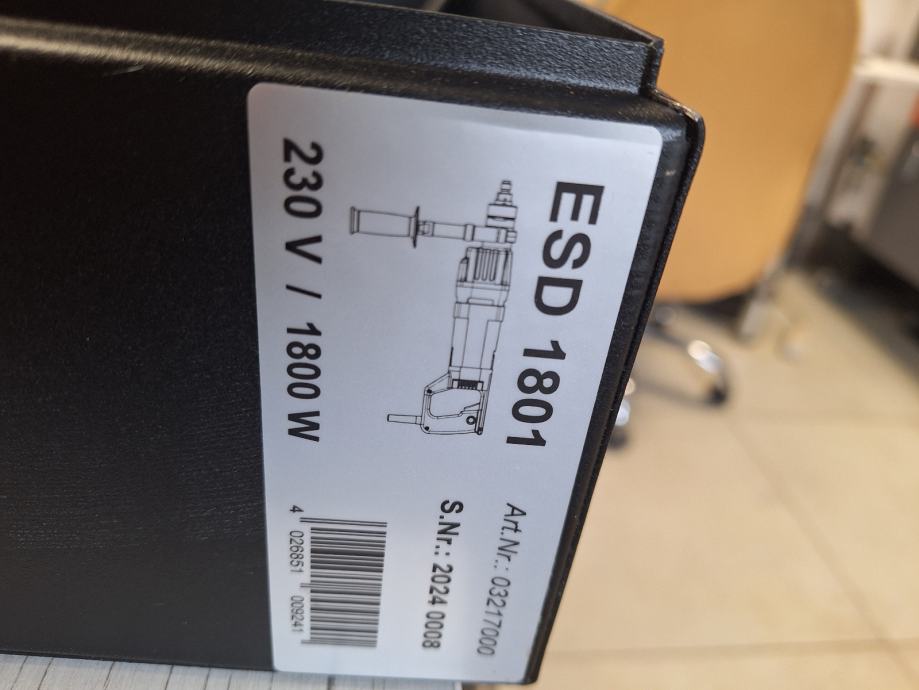 ESD 1801
230 V / 1800 W
Art.Nr.: 03217000
S.Nr.: 2024 0008
4 026851 009241